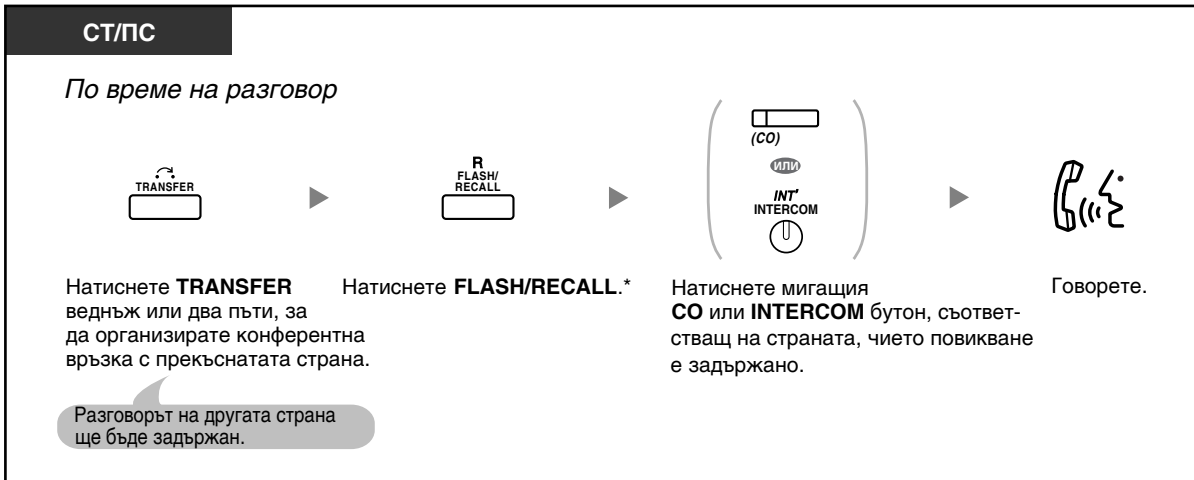 СТ/ПС
По време на разговор
TRANSFER
R
FLASH/
RECALL
(CO)
или
INT'
INTERCOM
Натиснете TRANSFER
веднъж или два пъти, за
да организирате конферентна
връзка с прекъснатата страна.
Разговорът на другата страна
ще бъде задържан.
Натиснете FLASH/RECALL.*
Натиснете мигащия
CO или INTERCOM бутон, съответ-
стващ на страната, чието повикване
е задържано.
Говорете.